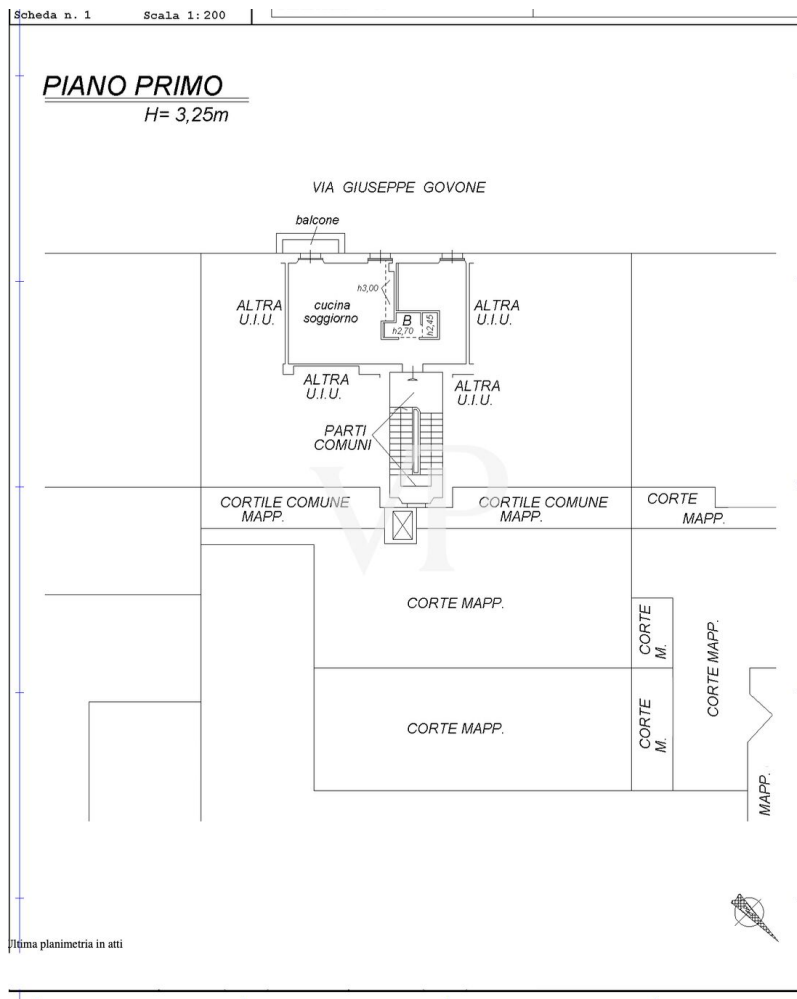 Scheda n. 1 Scala 1:200
PIANO PRIMO
H= 3,25m
VIA GIUSEPPE GOVONE
balcone
h3,00
ALTRA
U.I.U.
cucina
soggiorno
B
h2,70
h2,45
ALTRA
U.I.U.
ALTRA
U.I.U.
ALTRA
U.I.U.
PARTI
COMUNI
VP
CORTILE COMUNE
MAPP.
CORTILE COMUNE
MAPP.
CORTE
MAPP.
CORTE MAPP.
CORTE
M.
CORTE MAPP.
CORTE MAPP.
CORTE
M.
MAPP.
Ultima planimetria in atti